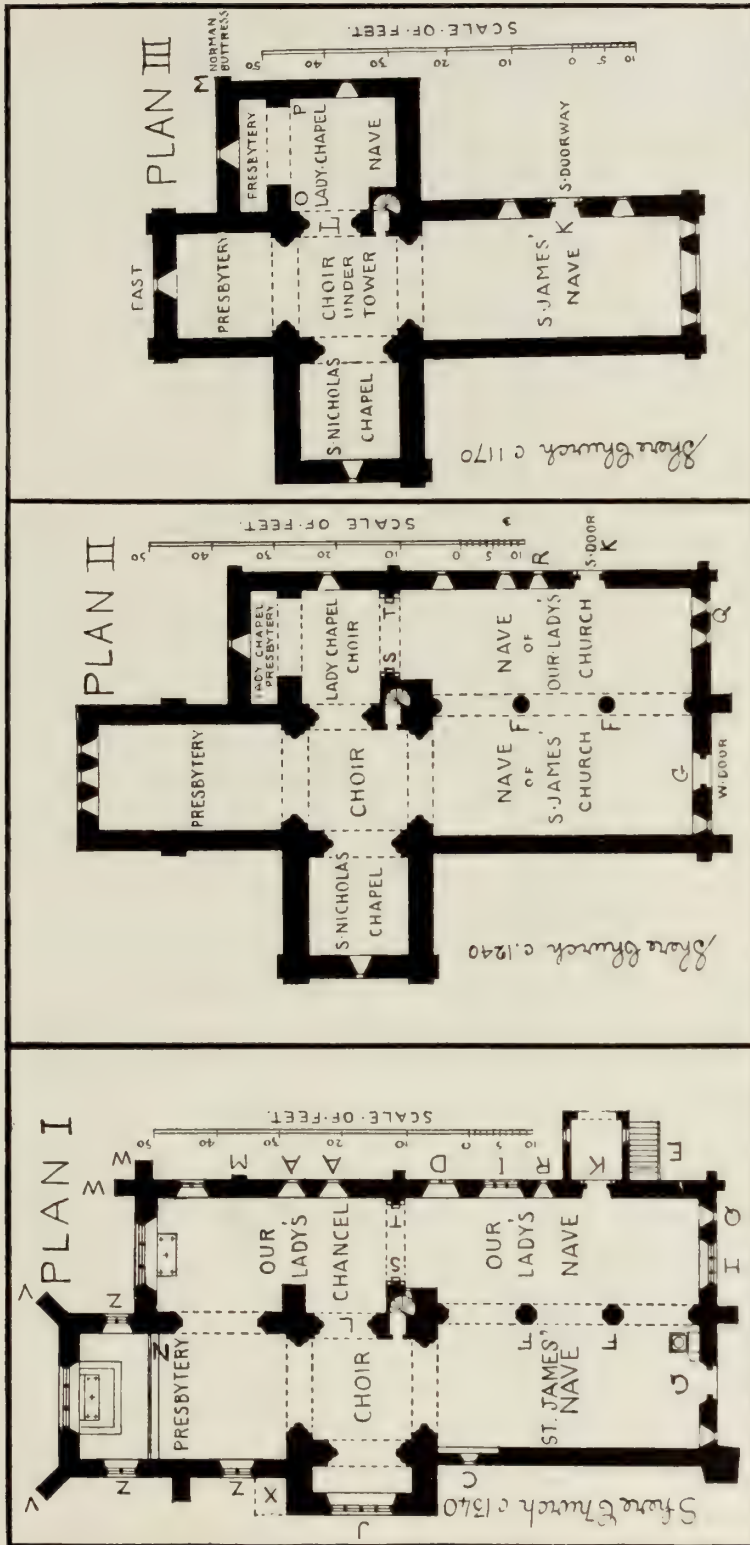 PLAN I
W W
V
V
Z
Z
Z
Z
N
M
A
A
PRESBYTERY
OUR
LADY'S
CHANCEL
X
L
CHOIR
J
S
T
D
I
R
K
E
C
F
F
ST. JAMES'
NAVE
OUR
LADY'S
NAVE
G
I
Q
SCALE·OF·FEET.
50 40 30 20 10 0 5 10
Shere Church c 1340
PLAN II
LADY CHAPEL
PRESBYTERY
PRESBYTERY
LADY CHAPEL
CHOIR
CHOIR
S·NICHOLAS
CHAPEL
S
T
R
S·DOOR
K
NAVE
OF
S·JAMES'
CHURCH
F
F
NAVE
OF
OUR·LADY'S
CHURCH
G
W·DOOR
Q
SCALE·OF·FEET.
50 40 30 20 10 0 5 10
Shere Church c.1240
PLAN III
M NORMAN
BUTTRESS
EAST
PRESBYTERY
PRESBYTERY
O
P
LADY·CHAPEL
NAVE
L
CHOIR
UNDER
TOWER
S·NICHOLAS
CHAPEL
S·JAMES'
NAVE
K
S·DOORWAY
SCALE·OF·FEET.
50 40 30 20 10 0 5 10
Shere Church c 1170